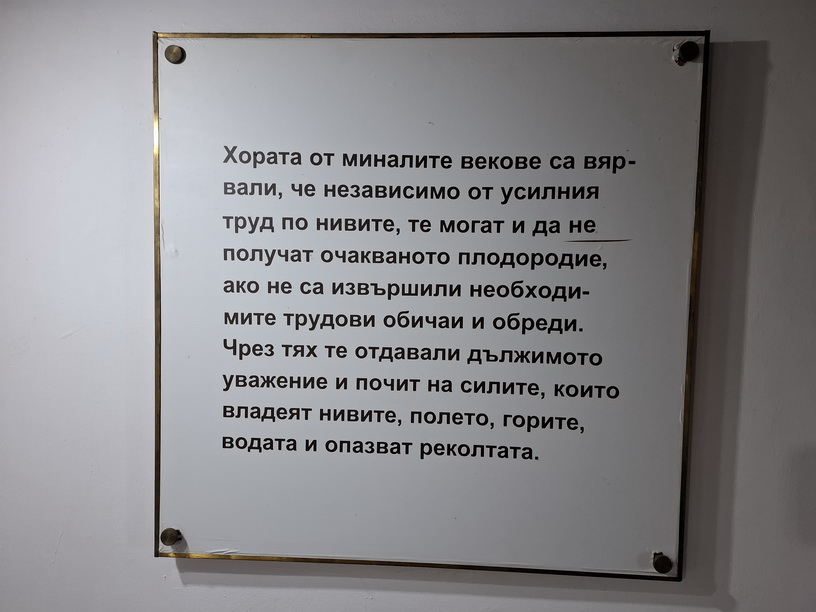 Хората от миналите векове са вяр-
вали, че независимо от усилния
труд по нивите, те могат и да не
получат очакваното плодородие,
ако не са извършили необходи-
мите трудови обичаи и обреди.
Чрез тях те отдавали дължимото
уважение и почит на силите, които
владеят нивите, полето, горите,
водата и опазват реколтата.